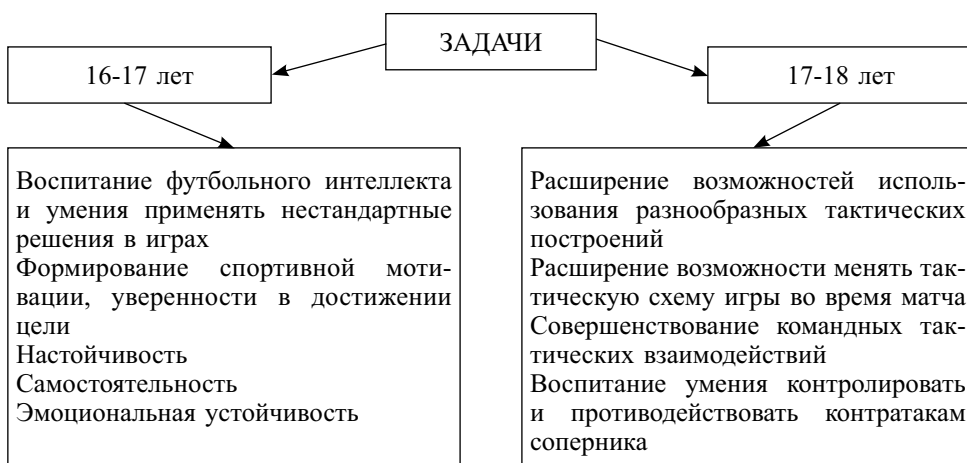 ЗАДАЧИ
16-17 лет
17-18 лет
Воспитание футбольного интеллекта
и умения применять нестандартные
решения в играх
Формирование спортивной моти-
вации, уверенности в достижении
цели
Настойчивость
Самостоятельность
Эмоциональная устойчивость
Расширение возможностей исполь-
зования разнообразных тактических
построений
Расширение возможности менять так-
тическую схему игры во время матча
Совершенствование командных так-
тических взаимодействий
Воспитание умения контролировать
и противодействовать контратакам
соперника